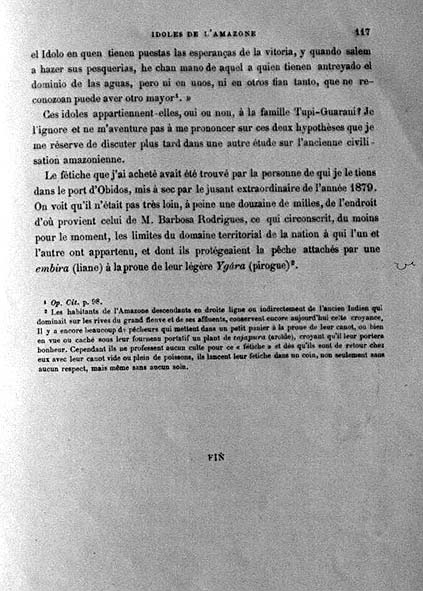 IDOLES DE L'AMAZONE 117
el Idolo en quen tienen puestas las esperanças de la vitoria, y quando salem
a hazer sus pesquerias, he chan mano de aquel a quien tienen antreyado el
dominio de las aguas, pero ni en unos, ni en otros fian tanto, que ne re-
conozoan puede aver otro mayor¹. »
Ces idoles appartiennent-elles, oui ou non, à la famille Tupi-Guarani? Je
l'ignore et ne m'aventure pas à me prononcer sur ces deux hypothèses que je
me réserve de discuter plus tard dans une autre étude sur l'ancienne civili-
sation amazonienne.
Le fétiche que j'ai acheté avait été trouvé par la personne de qui je le tiens
dans le port d'Obidos, mis à sec par le jusant extraordinaire de l'année 1879.
On voit qu'il n'était pas très loin, à peine une douzaine de milles, de l'endroit
d'où provient celui de M. Barbosa Rodrigues, ce qui circonscrit, du moins
pour le moment, les limites du domaine territorial de la nation à qui l'un et
l'autre ont appartenu, et dont ils protégeaient la pêche attachés par une
embira (liane) à la proue de leur légère Ygára (pirogue)².
¹ Op. Cit. p. 98.
² Les habitants de l'Amazone descendants en droite ligne ou indirectement de l'ancien Indien qui
dominait sur les rives du grand fleuve et de ses affluents, conservent encore aujourd'hui cette croyance,
Il y a encore beaucoup de pêcheurs qui mettent dans un petit panier à la proue de leur canot, ou bien
en vue ou caché sous leur fourneau portatif un plant de tajapura (aroïde), croyant qu'il leur portera
bonheur. Cependant ils ne professent aucun culte pour ce « fétiche » et dès qu'ils sont de retour chez
eux avec leur canot vide ou plein de poissons, ils lancent leur fétiche dans un coin, non seulement sans
aucun respect, mais même sans aucun soin.
FIN